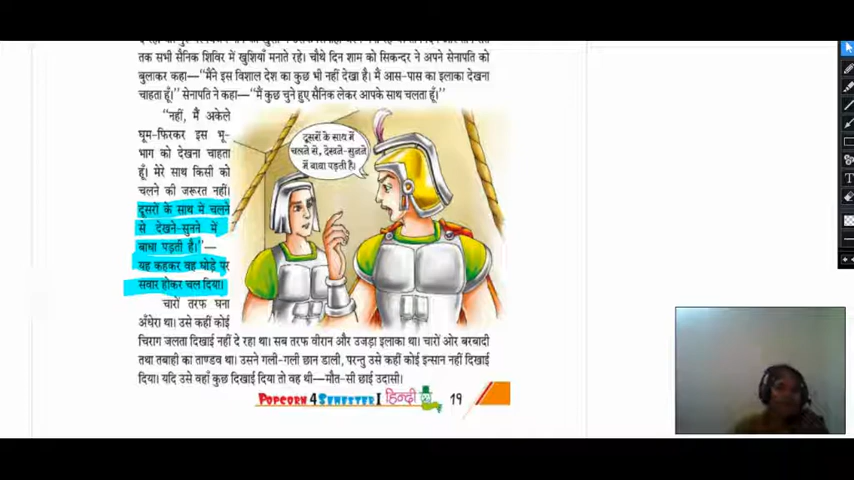 तक सभी सैनिक शिविर में खुशियाँ मनाते रहे। चौथे दिन शाम को सिकन्दर ने अपने सेनापति को
बुलाकर कहा—“मैंने इस विशाल देश का कुछ भी नहीं देखा है। मैं आस-पास का इलाका देखना
चाहता हूँ।” सेनापति ने कहा—“मैं कुछ चुने हुए सैनिक लेकर आपके साथ चलता हूँ।”
“नहीं, मैं अकेले
घूम-फिरकर इस भू-
भाग को देखना चाहता
हूँ। मेरे साथ किसी को
चलने की जरूरत नहीं।
दूसरों के साथ में चलने
से देखने-सुनने में
बाधा पड़ती है।”—
यह कहकर वह घोड़े पर
सवार होकर चल दिया।
दूसरों के साथ में
चलने से, देखने-सुनने
में बाधा पड़ती है।
चारों तरफ घना
अँधेरा था। उसे कहीं कोई
चिराग जलता दिखाई नहीं दे रहा था। सब तरफ वीरान और उजड़ा इलाका था। चारों ओर बरबादी
तथा तबाही का ताण्डव था। उसने गली-गली छान डाली, परन्तु उसे कहीं कोई इन्सान नहीं दिखाई
दिया। यदि उसे वहाँ कुछ दिखाई दिया तो वह थी—मौत-सी छाई उदासी।
POPCORN 4 SEMESTER I हिन्दी 19